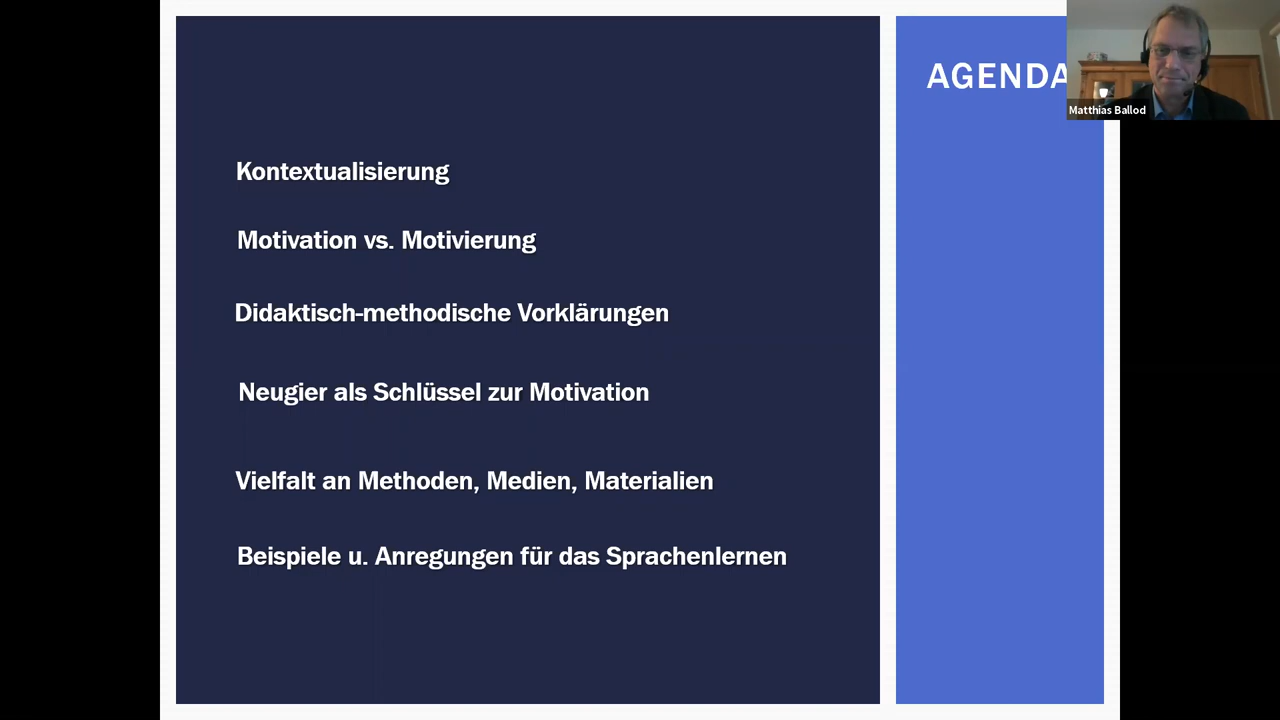 AGENDA
Matthias Ballod
Kontextualisierung
Motivation vs. Motivierung
Didaktisch-methodische Vorklärungen
Neugier als Schlüssel zur Motivation
Vielfalt an Methoden, Medien, Materialien
Beispiele u. Anregungen für das Sprachenlernen